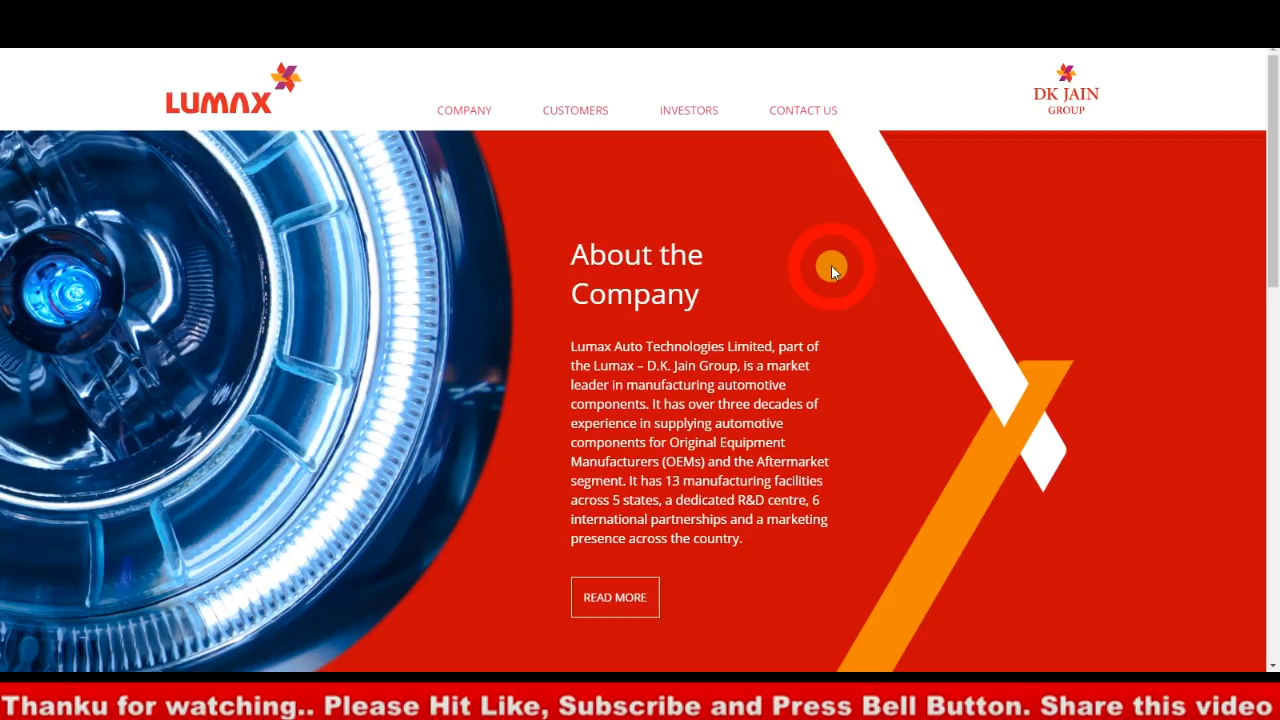 LUMAX
COMPANY CUSTOMERS INVESTORS CONTACT US
DK JAIN
GROUP
About the
Company
Lumax Auto Technologies Limited, part of
the Lumax – D.K. Jain Group, is a market
leader in manufacturing automotive
components. It has over three decades of
experience in supplying automotive
components for Original Equipment
Manufacturers (OEMs) and the Aftermarket
segment. It has 13 manufacturing facilities
across 5 states, a dedicated R&D centre, 6
international partnerships and a marketing
presence across the country.
READ MORE
Thanku for watching.. Please Hit Like, Subscribe and Press Bell Button. Share this video